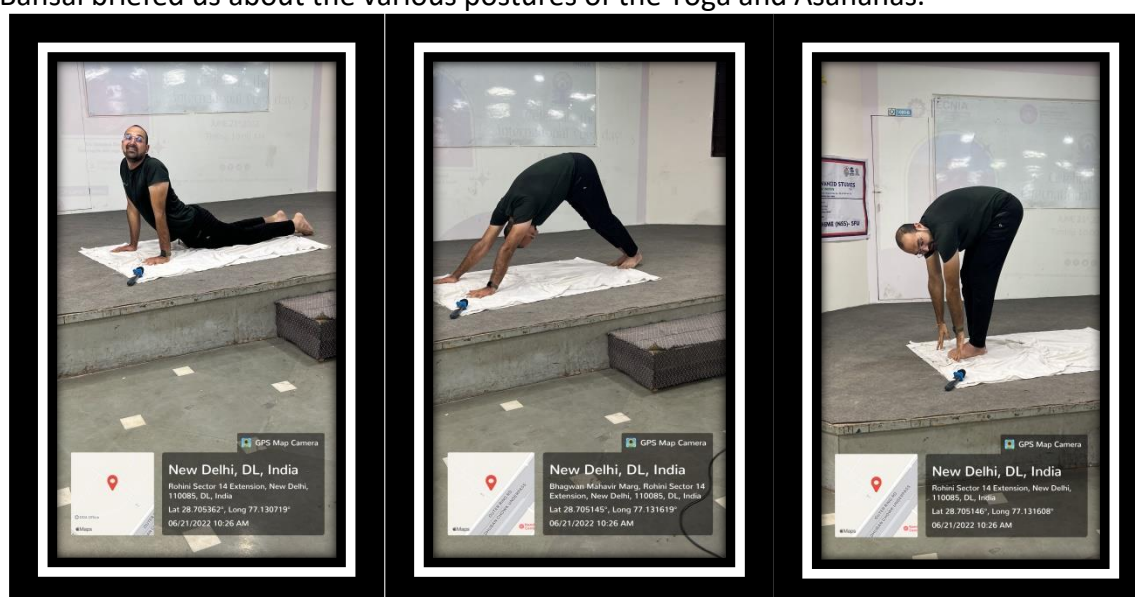 Bansal briefed us about the various postures of the Yoga and Asananas.
GPS Map Camera
New Delhi, DL, India
Rohini Sector 14 Extension, New Delhi,
110085, DL, India
Lat 28.705362°, Long 77.130719°
06/21/2022 10:26 AM
Maps
GPS Map Camera
New Delhi, DL, India
Bhagwan Mahavir Marg, Rohini Sector 14
Extension, New Delhi, 110085, DL, India
Lat 28.705145°, Long 77.131619°
06/21/2022 10:26 AM
Maps
TECNIA
GPS Map Camera
New Delhi, DL, India
Rohini Sector 14 Extension, New Delhi,
110085, DL, India
Lat 28.705146°, Long 77.131608°
06/21/2022 10:26 AM
Maps